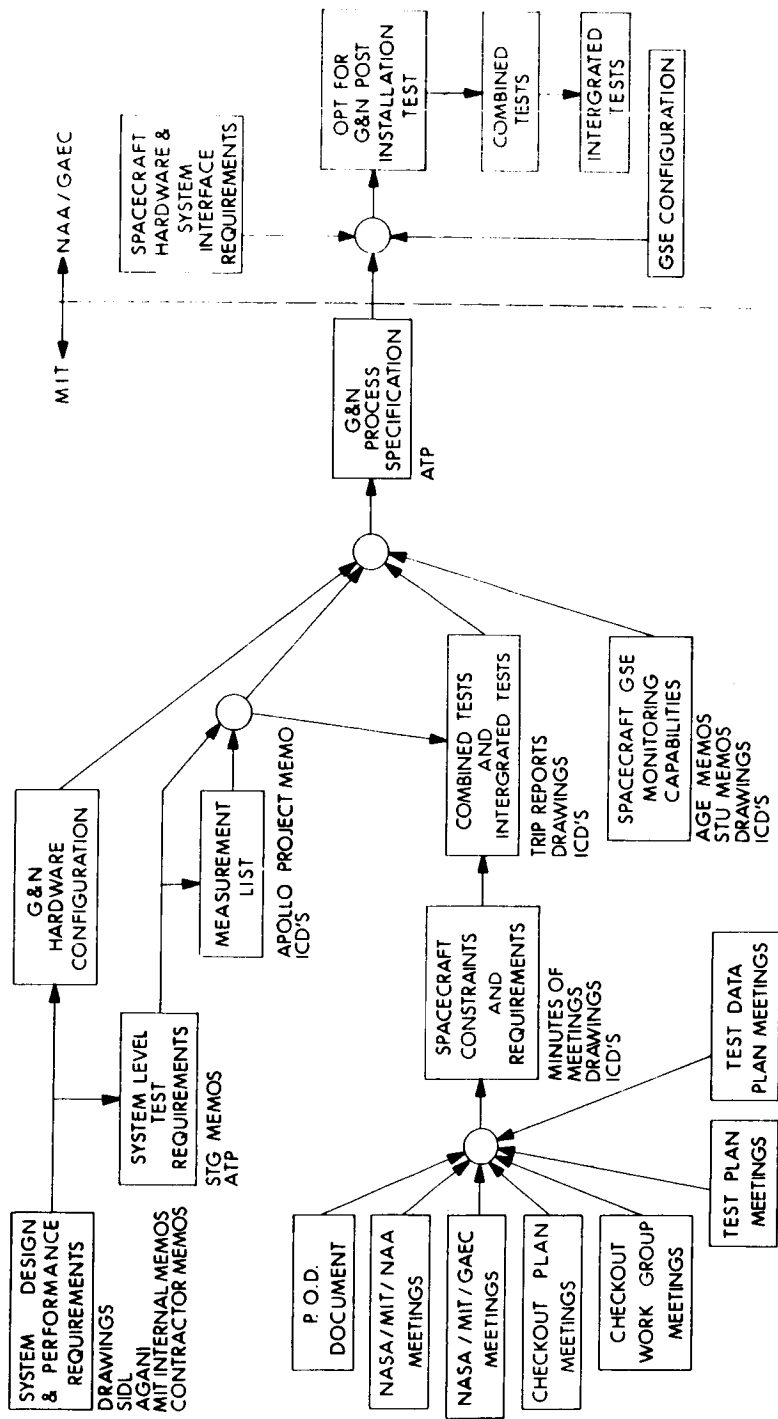 MIT
NAA/GAEC
SYSTEM DESIGN
& PERFORMANCE
REQUIREMENTS
DRAWINGS
SIDL
AGANI
MIT INTERNAL MEMOS
CONTRACTOR MEMOS
G&N
HARDWARE
CONFIGURATION
SYSTEM LEVEL
TEST
REQUIREMENTS
STG MEMOS
ATP
MEASUREMENT
LIST
APOLLO PROJECT MEMO
ICD'S
P.O.D.
DOCUMENT
NASA/MIT/NAA
MEETINGS
NASA/MIT/GAEC
MEETINGS
CHECKOUT PLAN
MEETINGS
CHECKOUT
WORK GROUP
MEETINGS
TEST PLAN
MEETINGS
TEST DATA
PLAN MEETINGS
SPACECRAFT
CONSTRAINTS
AND
REQUIREMENTS
MINUTES OF
MEETINGS
DRAWINGS
ICD'S
COMBINED TESTS
AND
INTERGRATED TESTS
TRIP REPORTS
DRAWINGS
ICD'S
SPACECRAFT GSE
MONITORING
CAPABILITIES
AGE MEMOS
STU MEMOS
DRAWINGS
ICD'S
G&N
PROCESS
SPECIFICATION
ATP
SPACECRAFT
HARDWARE &
SYSTEM
INTERFACE
REQUIREMENTS
OPT FOR
G&N POST
INSTALLATION
TEST
COMBINED
TESTS
INTERGRATED
TESTS
GSE CONFIGURATION